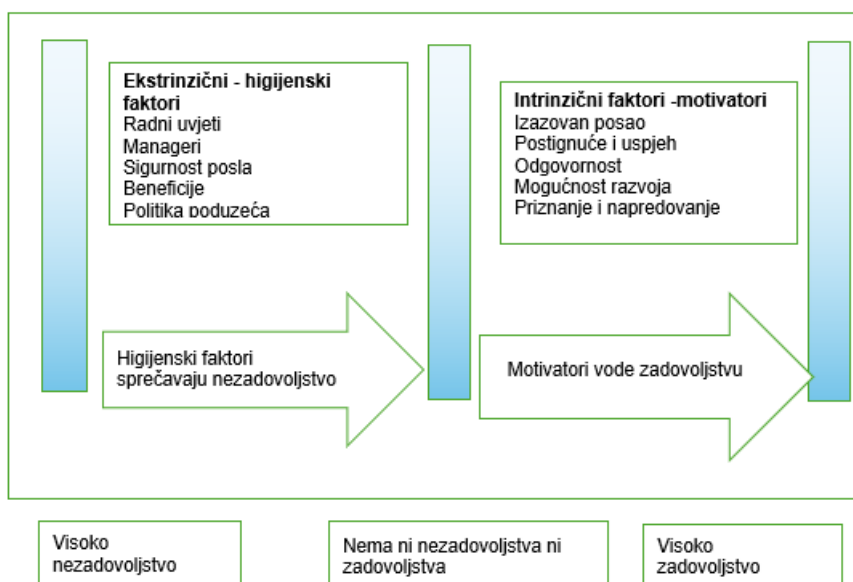 Ekstrinzični - higijenski
faktori
Radni uvjeti
Manageri
Sigurnost posla
Beneficije
Politika poduzeća
Intrinzični faktori -motivatori
Izazovan posao
Postignuće i uspjeh
Odgovornost
Mogućnost razvoja
Priznanje i napredovanje
Higijenski faktori
sprečavaju nezadovoljstvo
Motivatori vode zadovoljstvu
Visoko
nezadovoljstvo
Nema ni nezadovoljstva ni
zadovoljstva
Visoko
zadovoljstvo